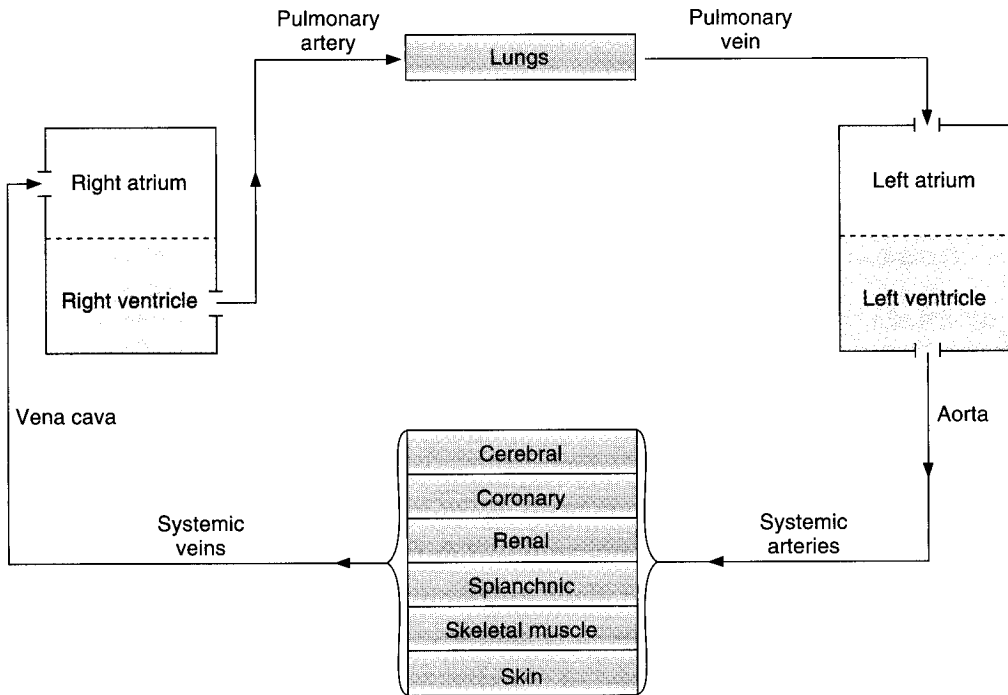 Pulmonary
artery
Lungs
Pulmonary
vein
Right atrium
Right ventricle
Left atrium
Left ventricle
Vena cava
Aorta
Cerebral
Coronary
Renal
Splanchnic
Skeletal muscle
Skin
Systemic
veins
Systemic
arteries